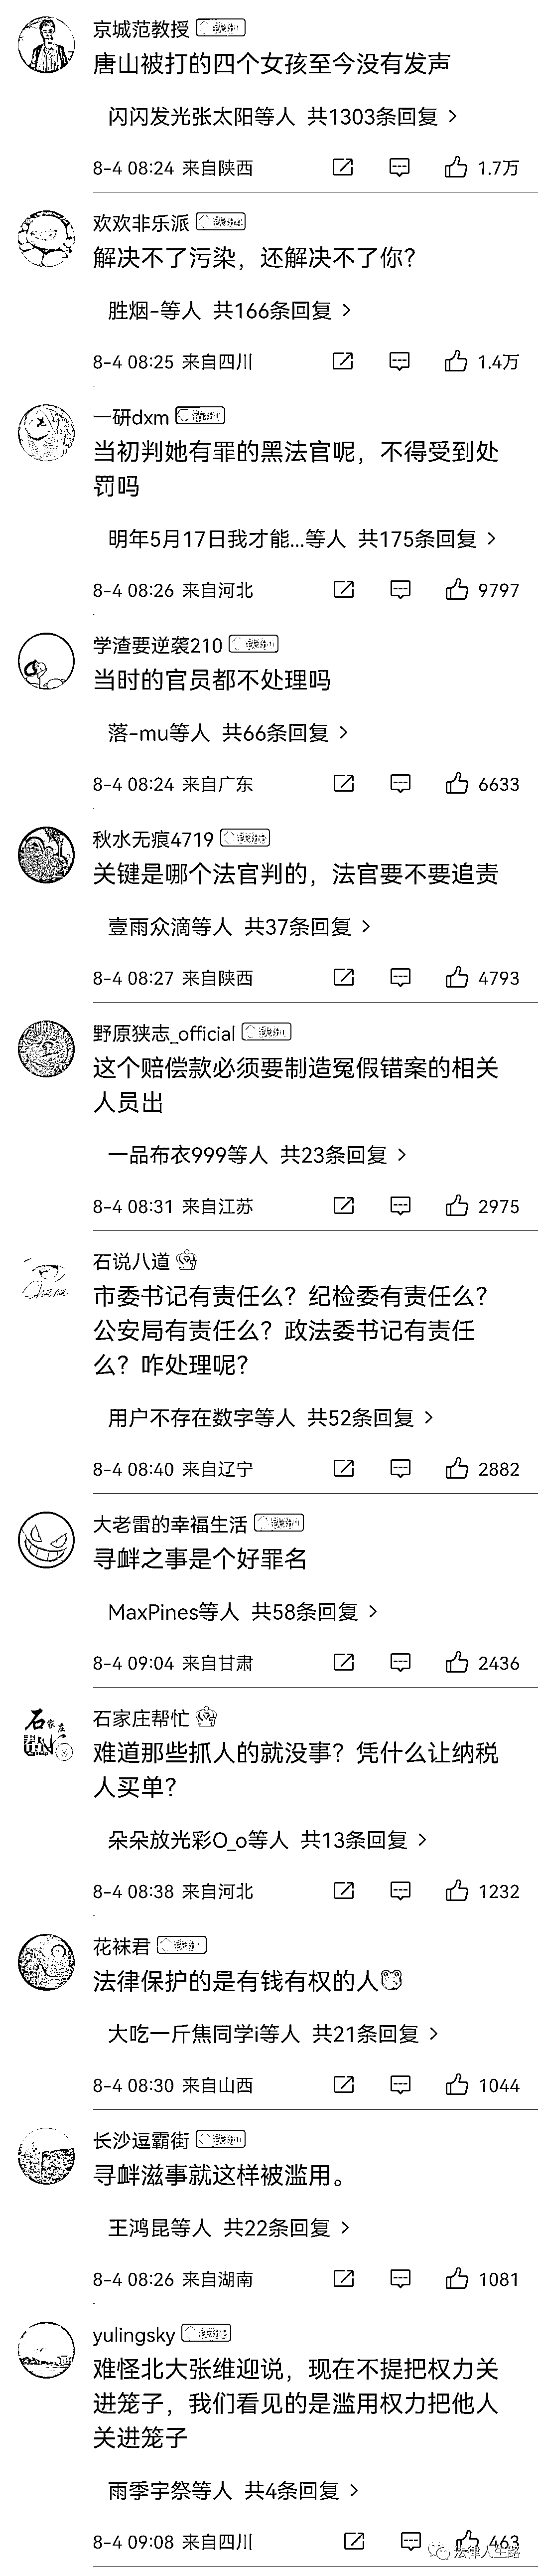 京城范教授
唐山被打的四个女孩至今没有发声
闪闪发光张太阳等人 共1303条回复 >
8-4 08:24 来自陕西 1.7万
欢欢非乐派
解决不了污染，还解决不了你？
胜烟-等人 共166条回复 >
8-4 08:25 来自四川 1.4万
一研dxm
当初判她有罪的黑法官呢，不得受到处
罚吗
明年5月17日我才能...等人 共175条回复 >
8-4 08:26 来自河北 9797
学渣要逆袭210
当时的官员都不处理吗
落-mu等人 共66条回复 >
8-4 08:24 来自广东 6633
秋水无痕4719
关键是哪个法官判的，法官要不要追责
壹雨众滴等人 共37条回复 >
8-4 08:27 来自陕西 4793
野原狭志_official
这个赔偿款必须要制造冤假错案的相关
人员出
一品布衣999等人 共23条回复 >
8-4 08:31 来自江苏 2975
石说八道
市委书记有责任么？纪检委有责任么？
公安局有责任么？政法委书记有责任
么？咋处理呢？
用户不存在数字等人 共52条回复 >
8-4 08:40 来自辽宁 2882
大老雷的幸福生活
寻衅之事是个好罪名
MaxPines等人 共58条回复 >
8-4 09:04 来自甘肃 2436
石家庄
石家庄帮忙
难道那些抓人的就没事？凭什么让纳税
人买单？
朵朵放光彩O_o等人 共13条回复 >
8-4 08:38 来自河北 1232
花袜君
法律保护的是有钱有权的人
大吃一斤焦同学i等人 共21条回复 >
8-4 08:30 来自山西 1044
长沙逗霸街
寻衅滋事就这样被滥用。
王鸿昆等人 共22条回复 >
8-4 08:26 来自湖南 1081
yulingsky
难怪北大张维迎说，现在不提把权力关
进笼子，我们看见的是滥用权力把他人
关进笼子
雨季宇祭等人 共4条回复 >
8-4 09:08 来自四川 463
法律人生路